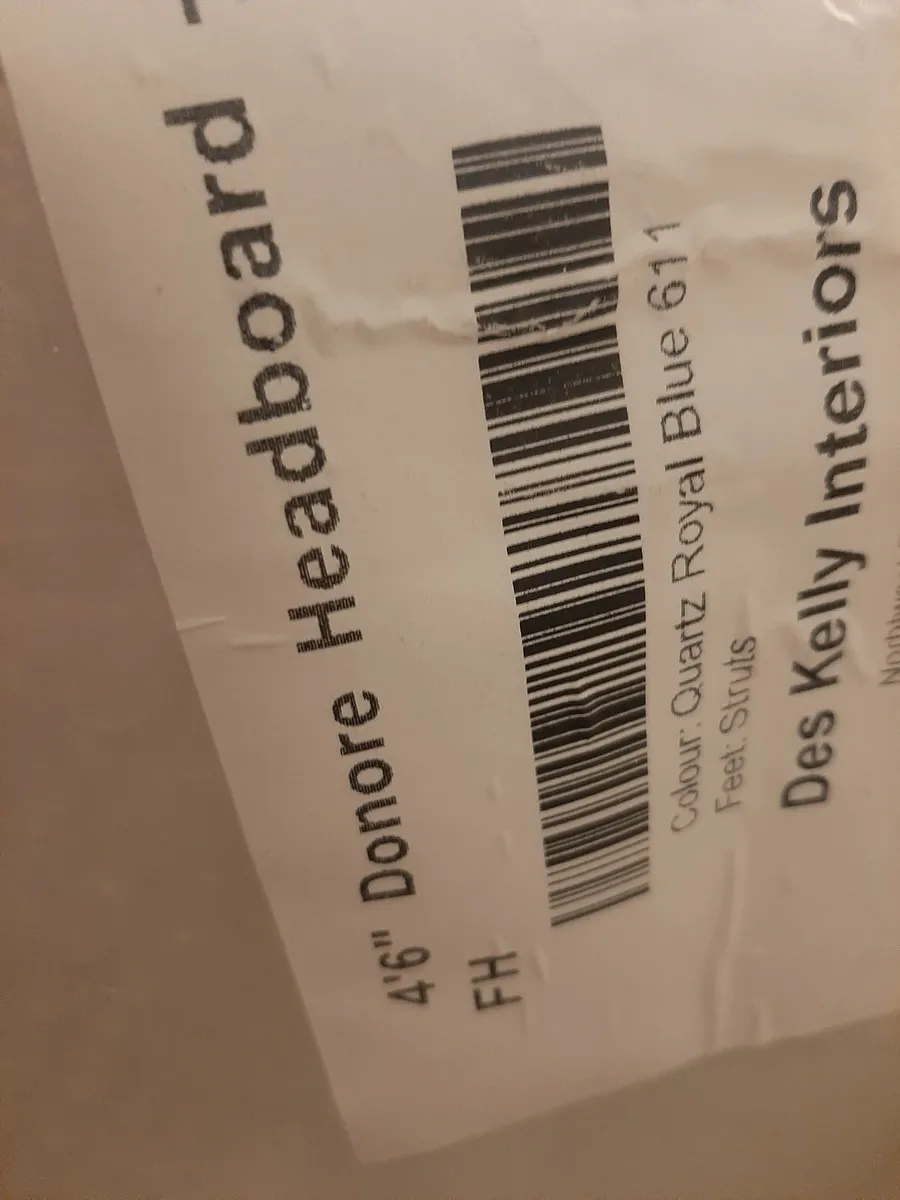 4'6" Donore Headboard -
FH
Colour: Quartz Royal Blue 611
Feet: Struts
Des Kelly Interiors